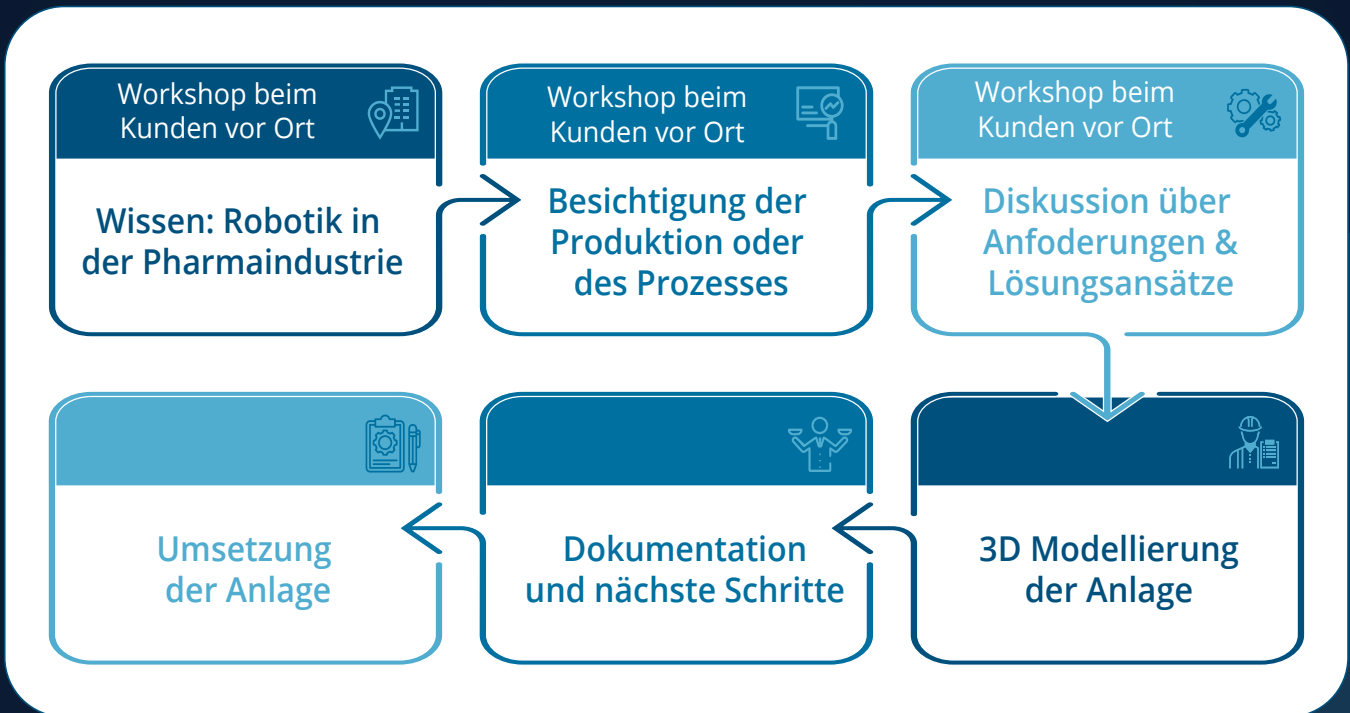 Workshop beim
Kunden vor Ort
Wissen: Robotik in
der Pharmaindustrie
Workshop beim
Kunden vor Ort
Besichtigung der
Produktion oder
des Prozesses
Workshop beim
Kunden vor Ort
Diskussion über
Anfoderungen &
Lösungsansätze
3D Modellierung
der Anlage
Dokumentation
und nächste Schritte
Umsetzung
der Anlage